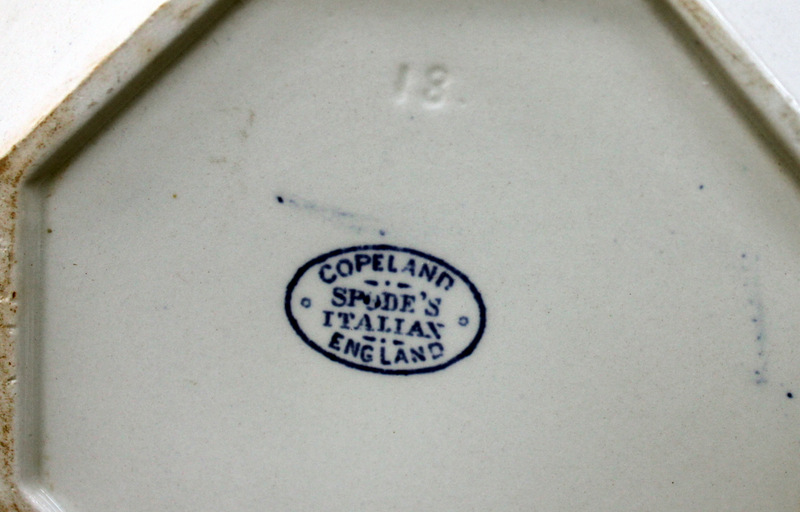 18.
COPELAND
SPODE'S
ITALIAN
ENGLAND